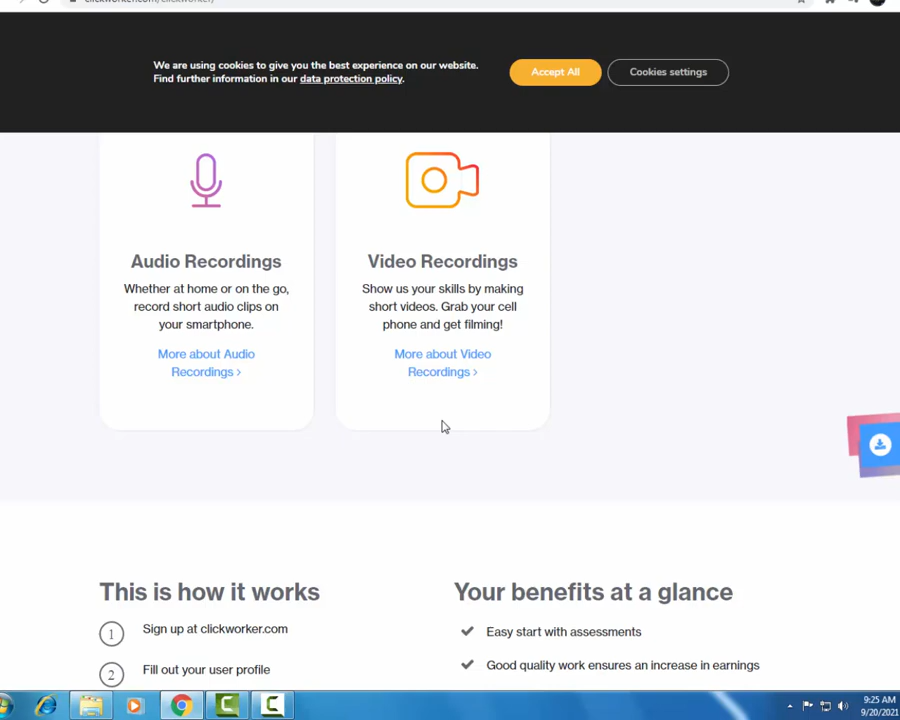 clickworker.com/clickworker/
We are using cookies to give you the best experience on our website.
Find further information in our data protection policy.
Accept All
Cookies settings
Audio Recordings
Whether at home or on the go,
record short audio clips on
your smartphone.
More about Audio
Recordings >
Video Recordings
Show us your skills by making
short videos. Grab your cell
phone and get filming!
More about Video
Recordings >
This is how it works
1 Sign up at clickworker.com
2 Fill out your user profile
Your benefits at a glance
Easy start with assessments
Good quality work ensures an increase in earnings
9:25 AM
9/20/2021